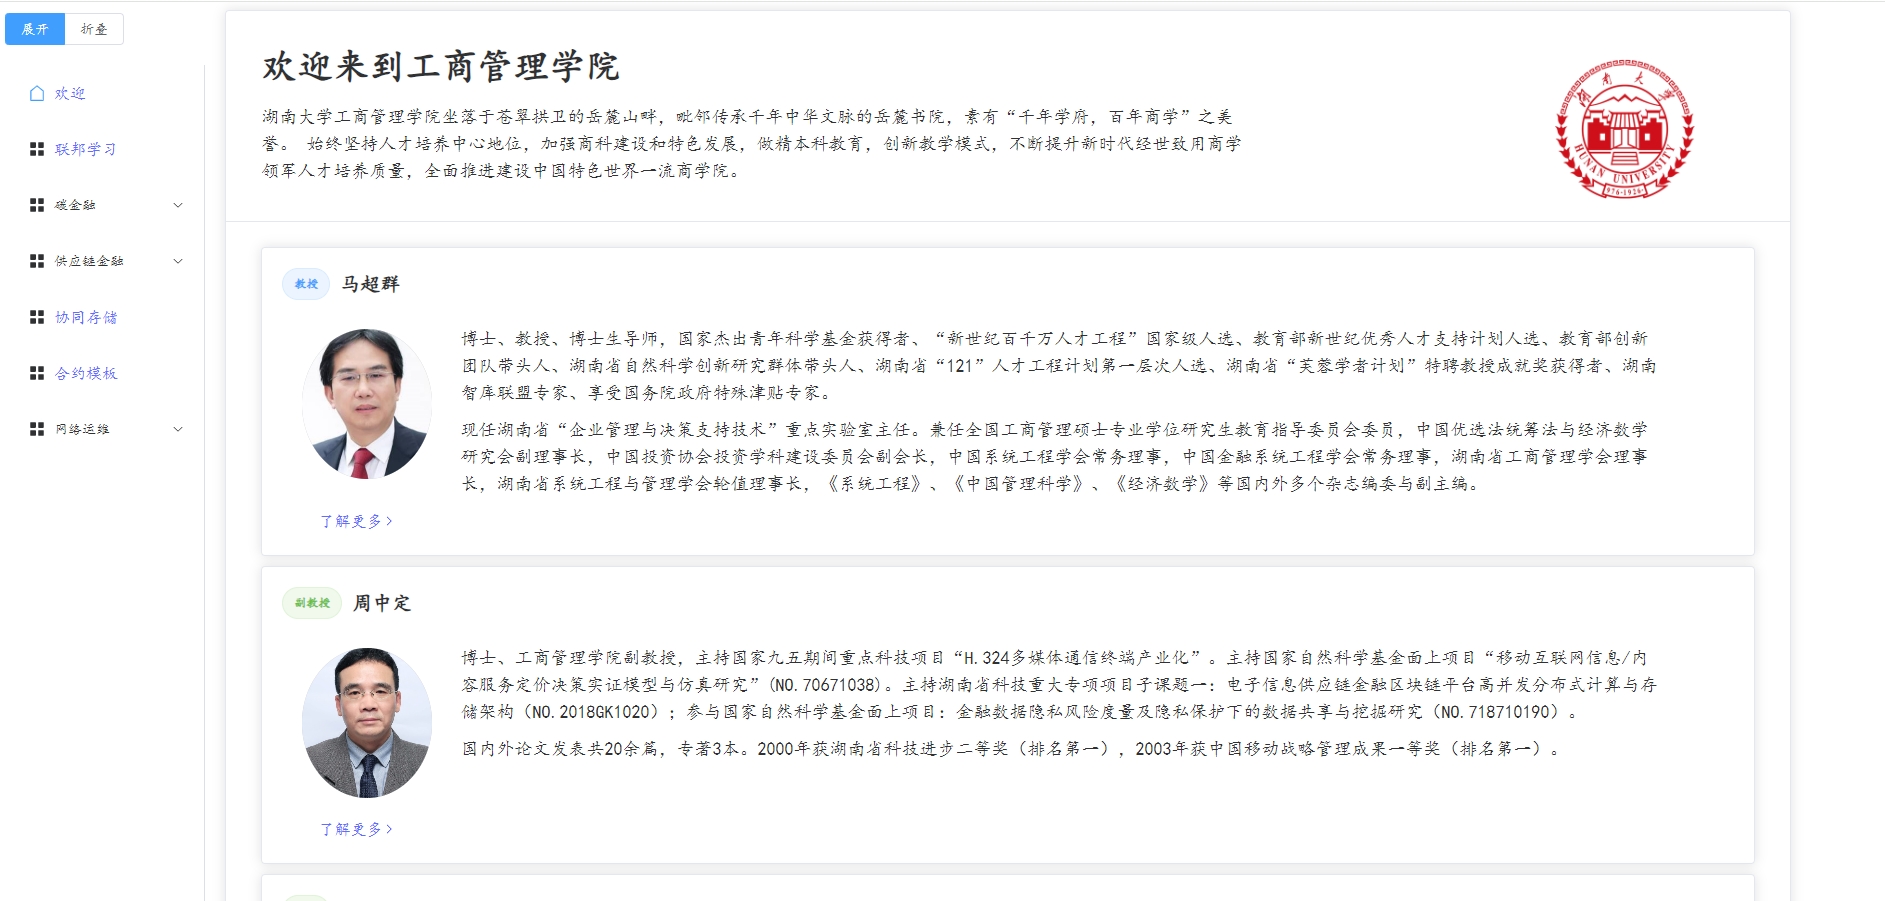 展开 折叠
欢迎
联邦学习
碳金融
供应链金融
协同存储
合约模板
网络运维
欢迎来到工商管理学院
湖南大学工商管理学院坐落于苍翠拱卫的岳麓山畔，毗邻传承千年中华文脉的岳麓书院，素有“千年学府，百年商学”之美
誉。 始终坚持人才培养中心地位，加强商科建设和特色发展，做精本科教育，创新教学模式，不断提升新时代经世致用商学
领军人才培养质量，全面推进建设中国特色世界一流商学院。
湖南大学
HUNAN UNIVERSITY
976-1926
教授 马超群
博士、教授、博士生导师，国家杰出青年科学基金获得者、“新世纪百千万人才工程”国家级人选、教育部新世纪优秀人才支持计划人选、教育部创新
团队带头人、湖南省自然科学创新研究群体带头人、湖南省“121”人才工程计划第一层次人选、湖南省“芙蓉学者计划”特聘教授成就奖获得者、湖南
智库联盟专家、享受国务院政府特殊津贴专家。
现任湖南省“企业管理与决策支持技术”重点实验室主任。兼任全国工商管理硕士专业学位研究生教育指导委员会委员，中国优选法统筹法与经济数学
研究会副理事长，中国投资协会投资学科建设委员会副会长，中国系统工程学会常务理事，中国金融系统工程学会常务理事，湖南省工商管理学会理事
长，湖南省系统工程与管理学会轮值理事长，《系统工程》、《中国管理科学》、《经济数学》等国内外多个杂志编委与副主编。
了解更多
副教授 周中定
博士、工商管理学院副教授，主持国家九五期间重点科技项目“H.324多媒体通信终端产业化”。主持国家自然科学基金面上项目“移动互联网信息/内
容服务定价决策实证模型与仿真研究”(NO.70671038)。主持湖南省科技重大专项项目子课题一：电子信息供应链金融区块链平台高并发分布式计算与存
储架构（NO.2018GK1020）；参与国家自然科学基金面上项目：金融数据隐私风险度量及隐私保护下的数据共享与挖掘研究（NO.718710190）。
国内外论文发表共20余篇，专著3本。2000年获湖南省科技进步二等奖（排名第一），2003年获中国移动战略管理成果一等奖（排名第一）。
了解更多